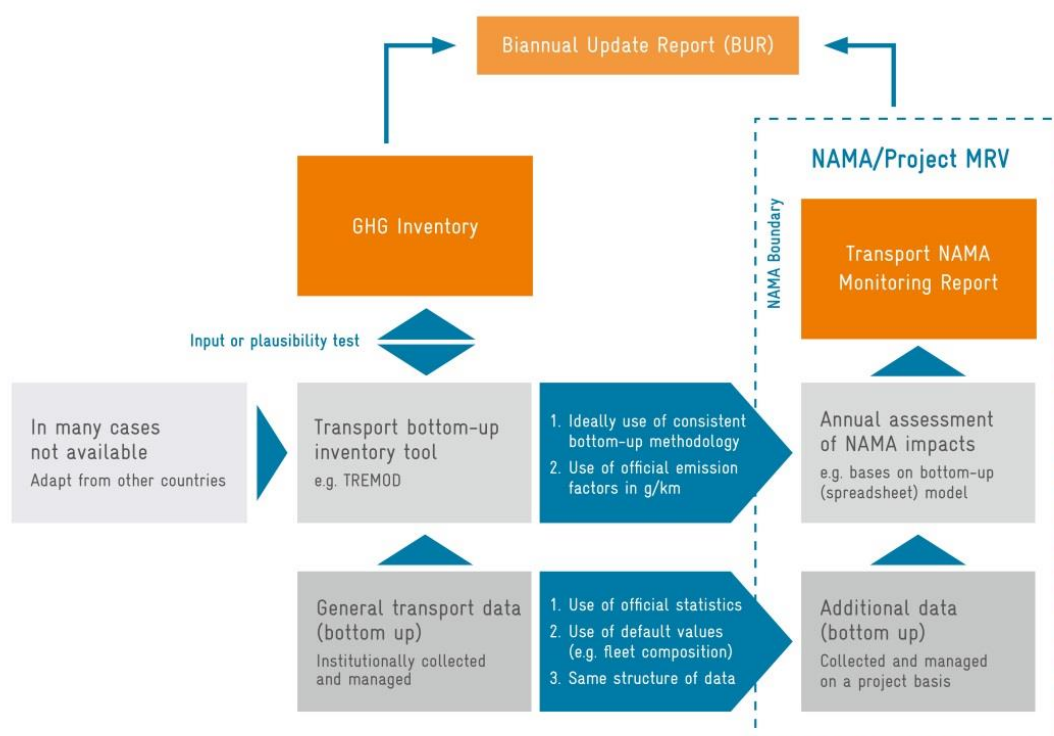 Biannual Update Report (BUR)
NAMA/Project MRV
NAMA Boundary
GHG Inventory
Transport NAMA
Monitoring Report
Input or plausibility test
In many cases
not available
Adapt from other countries
Transport bottom-up
inventory tool
e.g. TREMOD
1. Ideally use of consistent
bottom-up methodology
2. Use of official emission
factors in g/km
Annual assessment
of NAMA impacts
e.g. bases on bottom-up
(spreadsheet) model
General transport data
(bottom up)
Institutionally collected
and managed
1. Use of official statistics
2. Use of default values
(e.g. fleet composition)
3. Same structure of data
Additional data
(bottom up)
Collected and managed
on a project basis